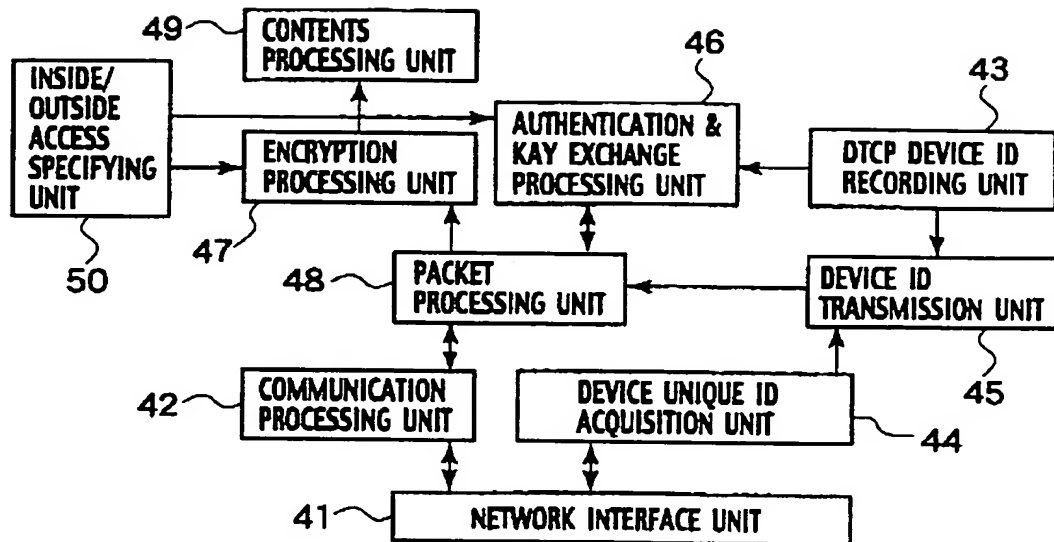 49
CONTENTS
PROCESSING UNIT
46
43
INSIDE/
OUTSIDE
ACCESS
SPECIFYING
UNIT
AUTHENTICATION &
KAY EXCHANGE
PROCESSING UNIT
DTCP DEVICE ID
RECORDING UNIT
ENCRYPTION
PROCESSING UNIT
50
47
48
PACKET
PROCESSING UNIT
DEVICE ID
TRANSMISSION UNIT
45
42
COMMUNICATION
PROCESSING UNIT
DEVICE UNIQUE ID
ACQUISITION UNIT
44
41
NETWORK INTERFACE UNIT